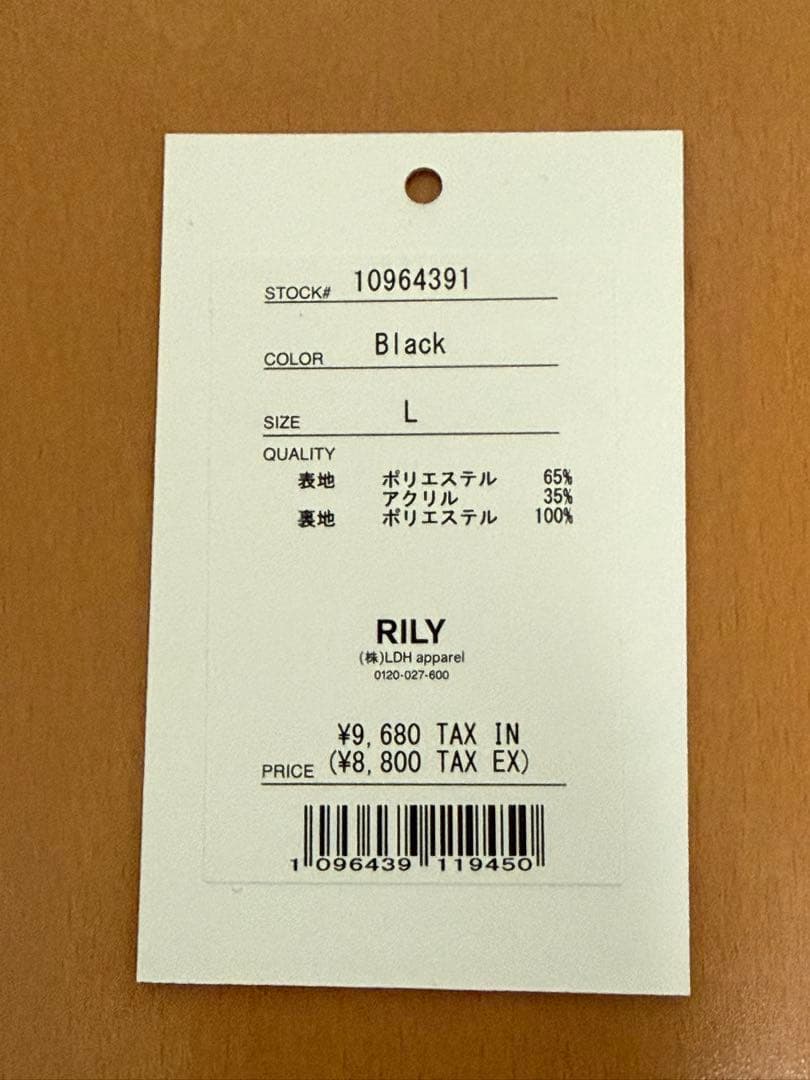 STOCK# 10964391
COLOR Black
SIZE L
QUALITY
表地 ポリエステル 65%
アクリル 35%
裏地 ポリエステル 100%
RILY
(株)LDH apparel
0120-027-600
¥9,680 TAX IN
PRICE (¥8,800 TAX EX)
1 096439 119450